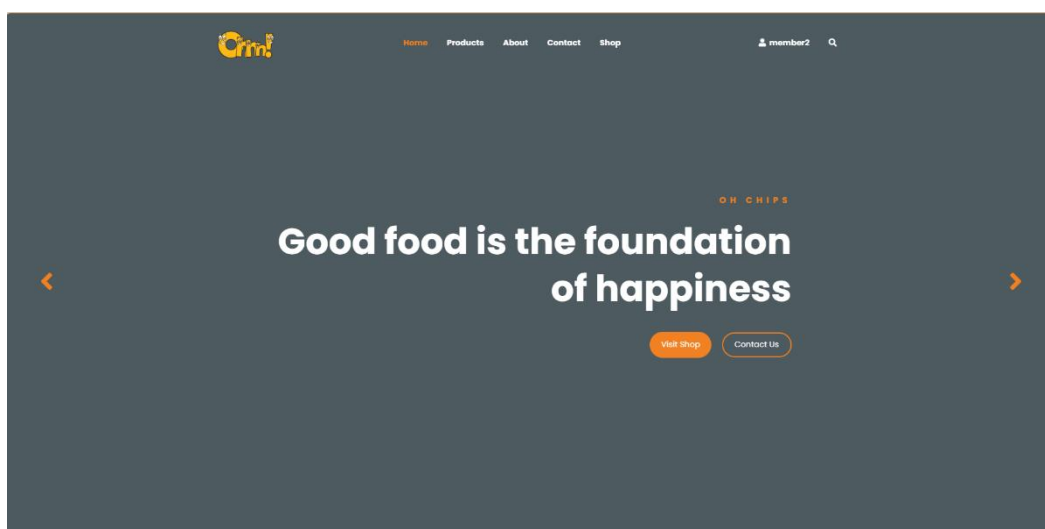 Home Products About Contact Shop member2
OH CHIPS
Good food is the foundation
of happiness
Visit Shop Contact Us